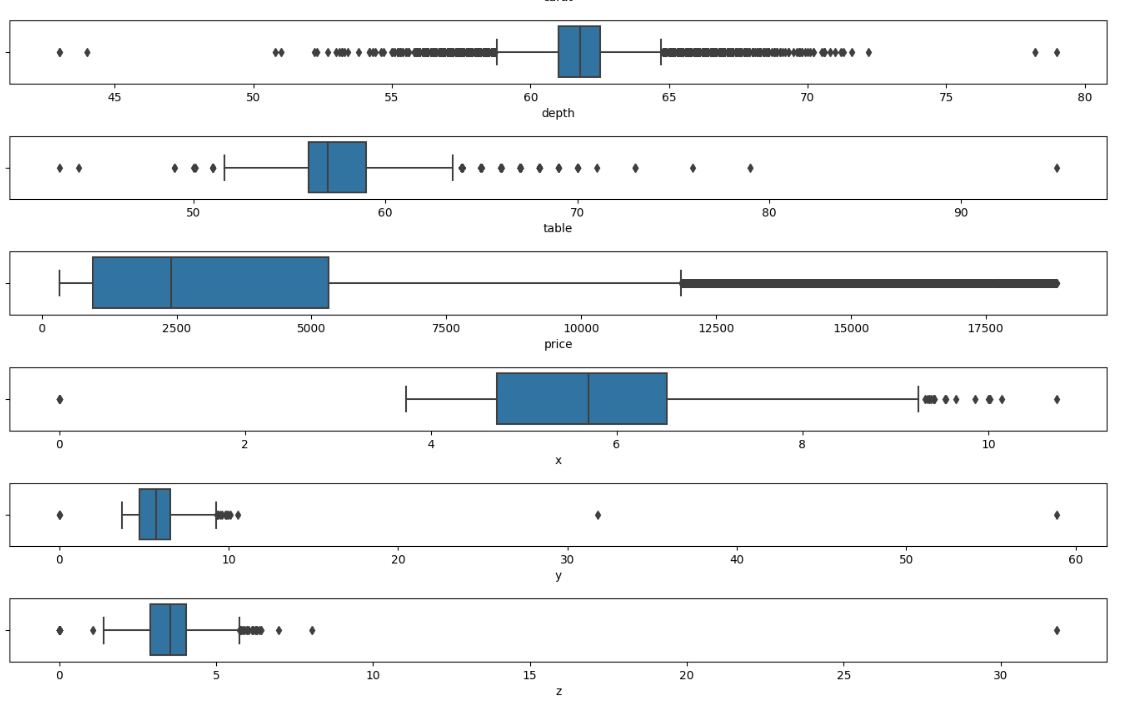 45 50 55 60 65 70 75 80
depth
50 60 70 80 90
table
0 2500 5000 7500 10000 12500 15000 17500
price
0 2 4 6 8 10
x
0 10 20 30 40 50 60
y
0 5 10 15 20 25 30
z